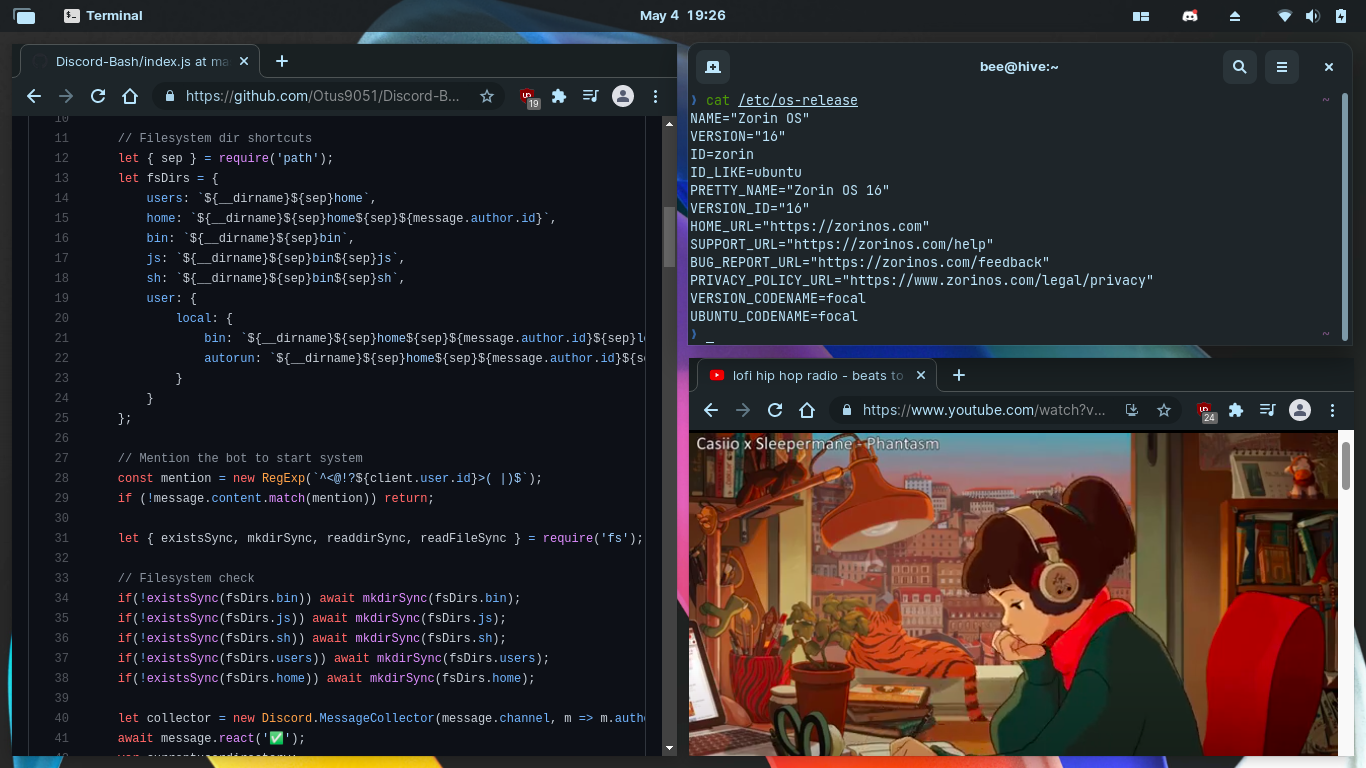 Terminal
May 4 19:26
Discord-Bash/index.js at ma
https://github.com/Otus9051/Discord-B...
19
10
11 // Filesystem dir shortcuts
12 let { sep } = require('path');
13 let fsDirs = {
14 users: `${__dirname}${sep}home`,
15 home: `${__dirname}${sep}home${sep}${message.author.id}`,
16 bin: `${__dirname}${sep}bin`,
17 js: `${__dirname}${sep}bin${sep}js`,
18 sh: `${__dirname}${sep}bin${sep}sh`,
19 user: {
20 local: {
21 bin: `${__dirname}${sep}home${sep}${message.author.id}${sep}l
22 autorun: `${__dirname}${sep}home${sep}${message.author.id}${s
23 }
24 }
25 };
26
27 // Mention the bot to start system
28 const mention = new RegExp(`^<@!?${client.user.id}>( |)$`);
29 if (!message.content.match(mention)) return;
30
31 let { existsSync, mkdirSync, readdirSync, readFileSync } = require('fs');
32
33 // Filesystem check
34 if(!existsSync(fsDirs.bin)) await mkdirSync(fsDirs.bin);
35 if(!existsSync(fsDirs.js)) await mkdirSync(fsDirs.js);
36 if(!existsSync(fsDirs.sh)) await mkdirSync(fsDirs.sh);
37 if(!existsSync(fsDirs.users)) await mkdirSync(fsDirs.users);
38 if(!existsSync(fsDirs.home)) await mkdirSync(fsDirs.home);
39
40 let collector = new Discord.MessageCollector(message.channel, m => m.auth
41 await message.react('✅');
bee@hive:~
❯ cat /etc/os-release ~
NAME="Zorin OS"
VERSION="16"
ID=zorin
ID_LIKE=ubuntu
PRETTY_NAME="Zorin OS 16"
VERSION_ID="16"
HOME_URL="https://zorinos.com"
SUPPORT_URL="https://zorinos.com/help"
BUG_REPORT_URL="https://zorinos.com/feedback"
PRIVACY_POLICY_URL="https://www.zorinos.com/legal/privacy"
VERSION_CODENAME=focal
UBUNTU_CODENAME=focal
❯ _ ~
lofi hip hop radio - beats to
https://www.youtube.com/watch?v...
24
Casiio x Sleepermane - Phantasm